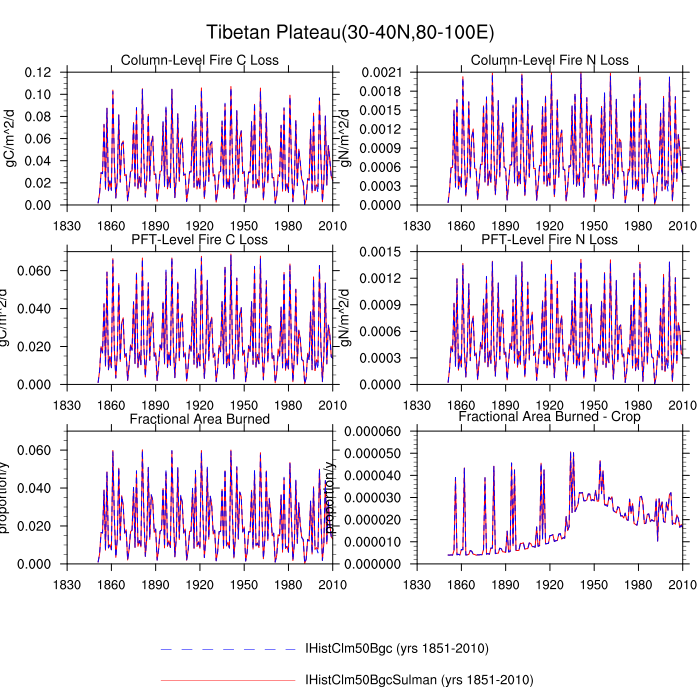 Tibetan Plateau(30-40N,80-100E)
Column-Level Fire C Loss
gC/m^2/d
0.12
0.10
0.08
0.06
0.04
0.02
0.00
1830 1860 1890 1920 1950 1980 2010
Column-Level Fire N Loss
gN/m^2/d
0.0021
0.0018
0.0015
0.0012
0.0009
0.0006
0.0003
0.0000
1830 1860 1890 1920 1950 1980 2010
PFT-Level Fire C Loss
gC/m^2/d
0.060
0.040
0.020
0.000
1830 1860 1890 1920 1950 1980 2010
PFT-Level Fire N Loss
gN/m^2/d
0.0015
0.0012
0.0009
0.0006
0.0003
0.0000
1830 1860 1890 1920 1950 1980 2010
Fractional Area Burned
proportion/y
0.060
0.040
0.020
0.000
1830 1860 1890 1920 1950 1980 2010
Fractional Area Burned - Crop
proportion/y
0.000060
0.000050
0.000040
0.000030
0.000020
0.000010
0.000000
1830 1860 1890 1920 1950 1980 2010
IHistClm50Bgc (yrs 1851-2010)
IHistClm50BgcSulman (yrs 1851-2010)